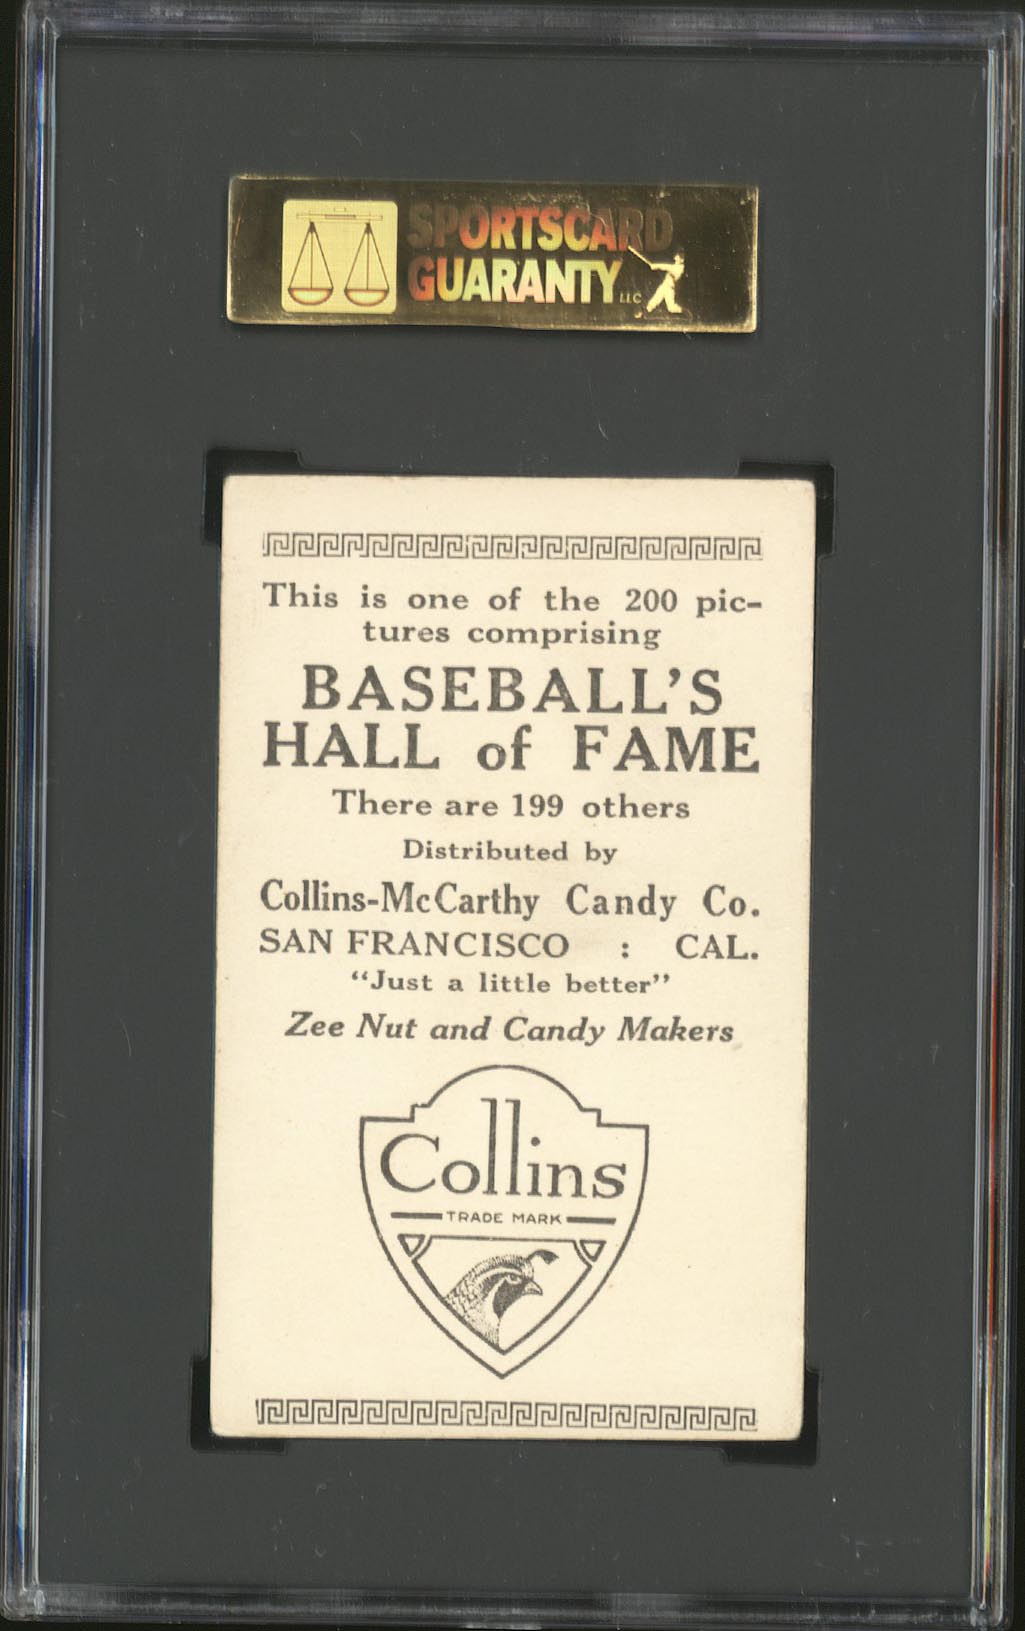 SPORTSCARD
GUARANTY LLC
This is one of the 200 pic-
tures comprising
BASEBALL'S
HALL of FAME
There are 199 others
Distributed by
Collins-McCarthy Candy Co.
SAN FRANCISCO : CAL.
“Just a little better”
Zee Nut and Candy Makers
Collins
TRADE MARK